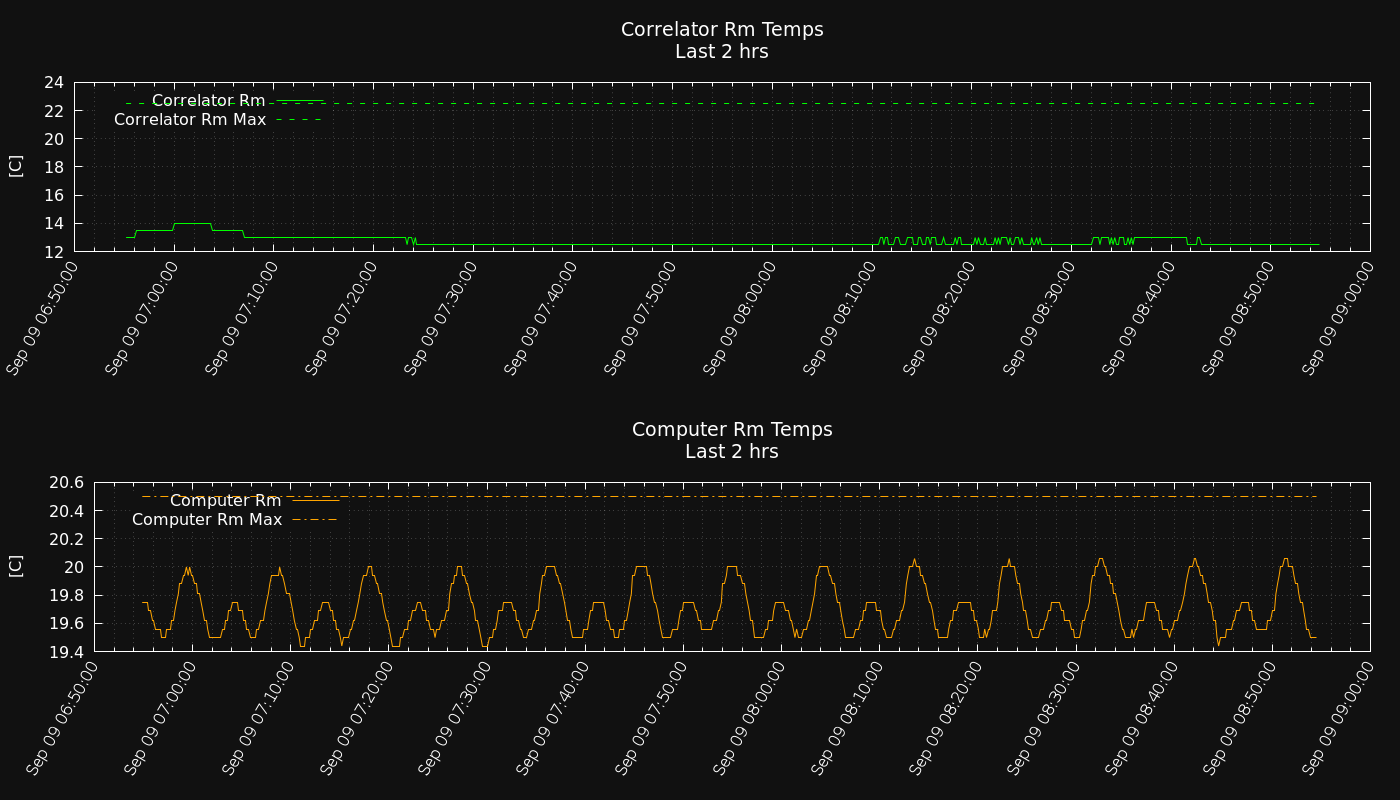 Correlator Rm Temps
Last 2 hrs
24
22
20
18
16
14
12
[C]
Correlator Rm
Correlator Rm Max
Sep 09 06:50:00
Sep 09 07:00:00
Sep 09 07:10:00
Sep 09 07:20:00
Sep 09 07:30:00
Sep 09 07:40:00
Sep 09 07:50:00
Sep 09 08:00:00
Sep 09 08:10:00
Sep 09 08:20:00
Sep 09 08:30:00
Sep 09 08:40:00
Sep 09 08:50:00
Sep 09 09:00:00
Computer Rm Temps
Last 2 hrs
20.6
20.4
20.2
20
19.8
19.6
19.4
[C]
Computer Rm
Computer Rm Max
Sep 09 06:50:00
Sep 09 07:00:00
Sep 09 07:10:00
Sep 09 07:20:00
Sep 09 07:30:00
Sep 09 07:40:00
Sep 09 07:50:00
Sep 09 08:00:00
Sep 09 08:10:00
Sep 09 08:20:00
Sep 09 08:30:00
Sep 09 08:40:00
Sep 09 08:50:00
Sep 09 09:00:00